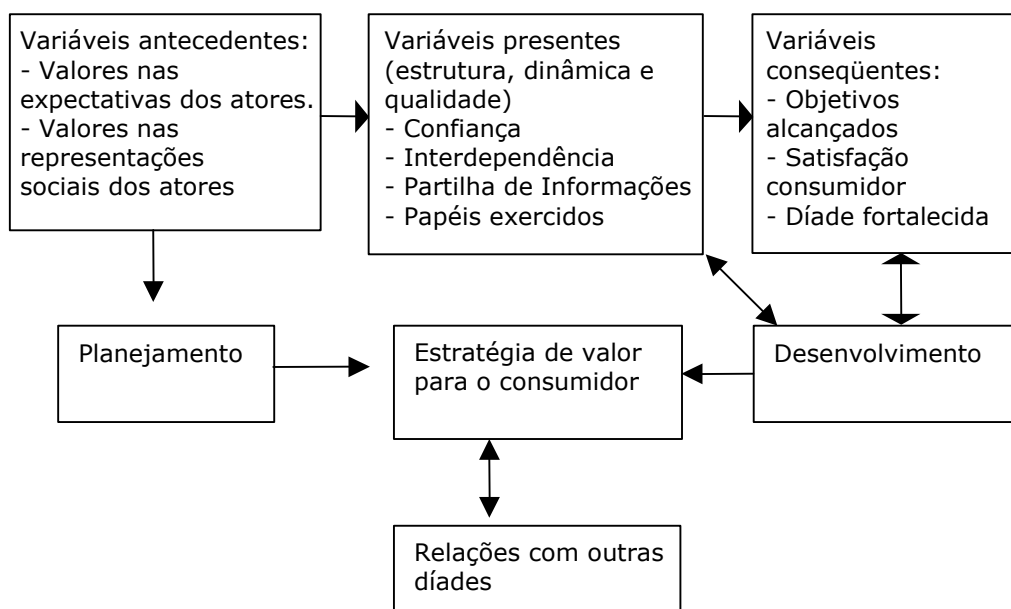 Variáveis antecedentes:
- Valores nas
expectativas dos atores.
- Valores nas
representações
sociais dos atores
Variáveis presentes
(estrutura, dinâmica e
qualidade)
- Confiança
- Interdependência
- Partilha de Informações
- Papéis exercidos
Variáveis
conseqüentes:
- Objetivos
alcançados
- Satisfação
consumidor
- Díade fortalecida
Planejamento
Estratégia de valor
para o consumidor
Desenvolvimento
Relações com outras
díades